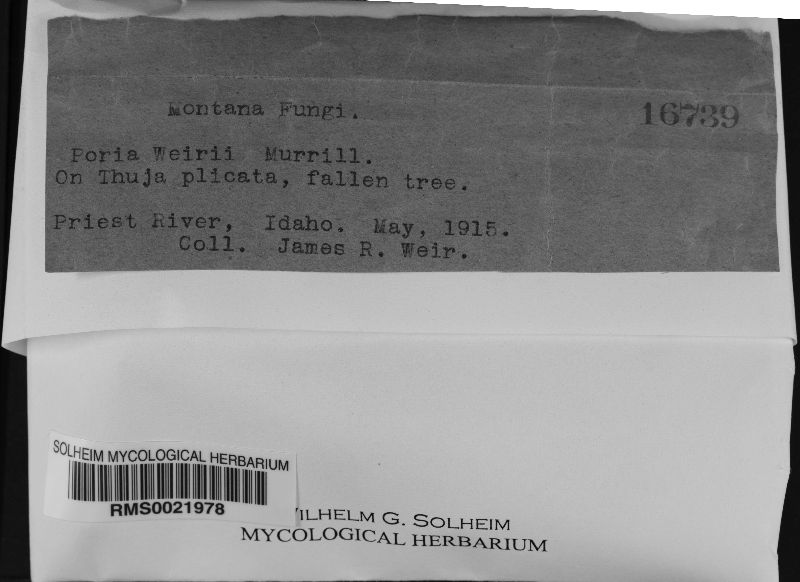 Montana Fungi.
16739
Poria Weirii Murrill.
On Thuja plicata, fallen tree.
Priest River, Idaho. May, 1915.
Coll. James R. Weir.
SOLHEIM MYCOLOGICAL HERBARIUM
RMS0021978
WILHELM G. SOLHEIM
MYCOLOGICAL HERBARIUM